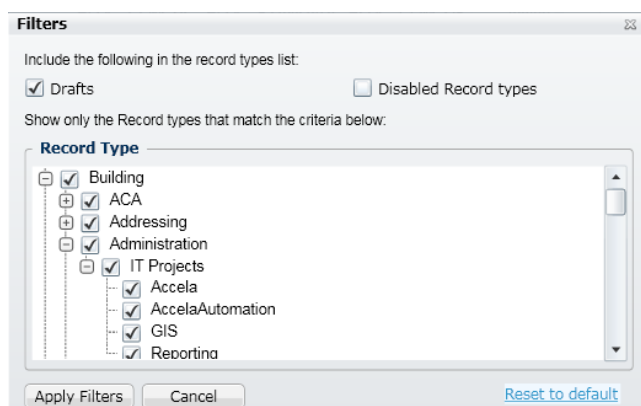 Filters
Include the following in the record types list:
Drafts Disabled Record types
Show only the Record types that match the criteria below:
Record Type
Building
ACA
Addressing
Administration
IT Projects
Accela
AccelaAutomation
GIS
Reporting
Apply Filters Cancel Reset to default